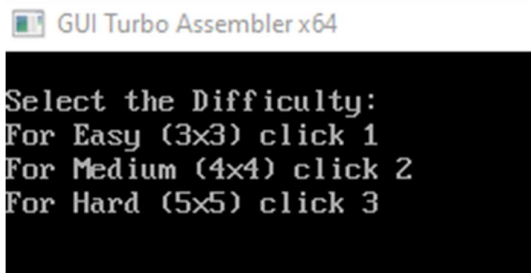 GUI Turbo Assembler x64
Select the Difficulty:
For Easy (3x3) click 1
For Medium (4x4) click 2
For Hard (5x5) click 3